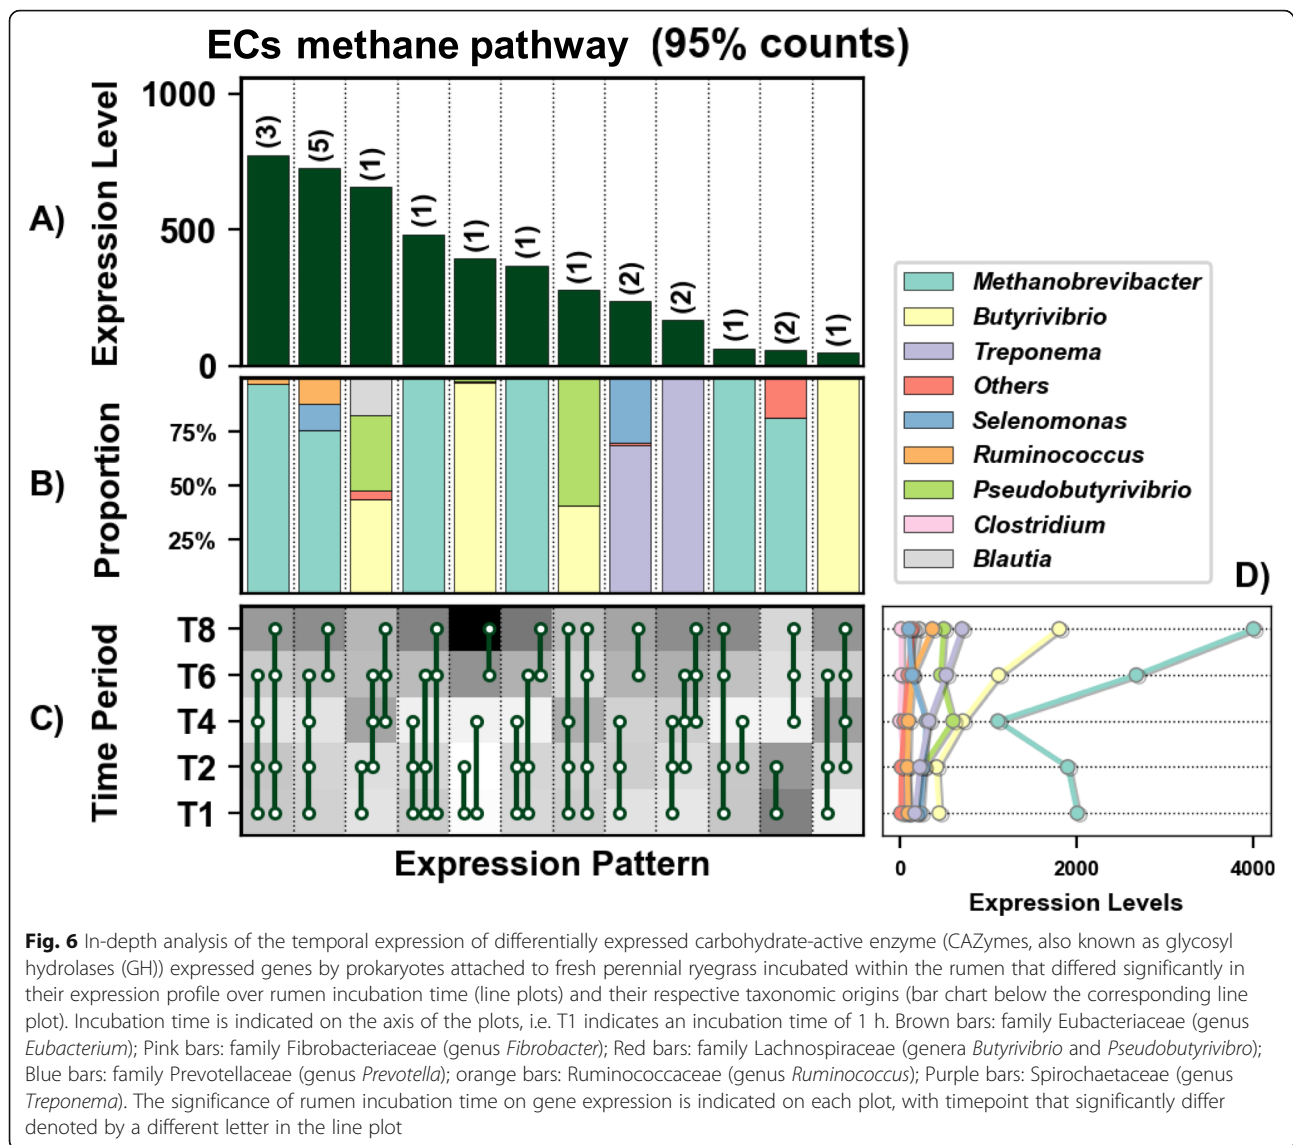 ECs methane pathway (95% counts)
A)
Expression Level
1000
500
0
(3)
(5)
(1)
(1)
(1)
(1)
(1)
(2)
(2)
(1)
(2)
(1)
B)
Proportion
75%
50%
25%
Methanobrevibacter
Butyrivibrio
Treponema
Others
Selenomonas
Ruminococcus
Pseudobutyrivibrio
Clostridium
Blautia
C)
Time Period
T8
T6
T4
T2
T1
Expression Pattern
D)
0
2000
4000
Expression Levels
Fig. 6 In-depth analysis of the temporal expression of differentially expressed carbohydrate-active enzyme (CAZymes, also known as glycosyl
hydrolases (GH)) expressed genes by prokaryotes attached to fresh perennial ryegrass incubated within the rumen that differed significantly in
their expression profile over rumen incubation time (line plots) and their respective taxonomic origins (bar chart below the corresponding line
plot). Incubation time is indicated on the axis of the plots, i.e. T1 indicates an incubation time of 1 h. Brown bars: family Eubacteriaceae (genus
Eubacterium); Pink bars: family Fibrobacteriaceae (genus Fibrobacter); Red bars: family Lachnospiraceae (genera Butyrivibrio and Pseudobutyrivibro);
Blue bars: family Prevotellaceae (genus Prevotella); orange bars: Ruminococcaceae (genus Ruminococcus); Purple bars: Spirochaetaceae (genus
Treponema). The significance of rumen incubation time on gene expression is indicated on each plot, with timepoint that significantly differ
denoted by a different letter in the line plot